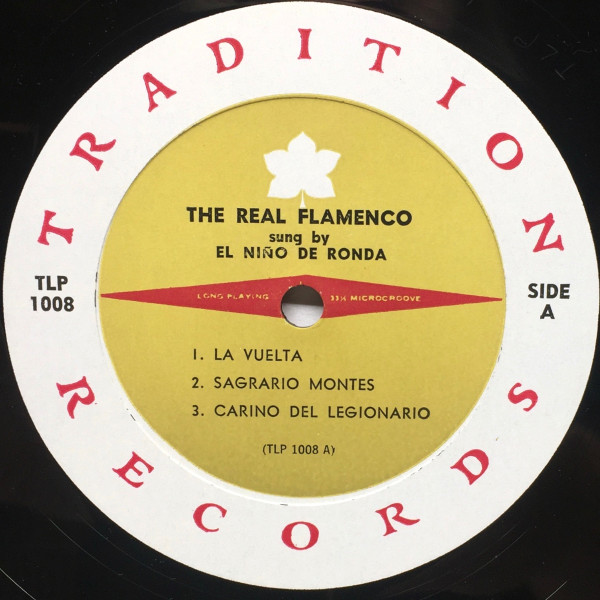 TRADITION
THE REAL FLAMENCO
sung by
EL NIÑO DE RONDA
TLP
1008
LONG PLAYING 33⅓ MICROGROOVE
SIDE
A
1. LA VUELTA
2. SAGRARIO MONTES
3. CARINO DEL LEGIONARIO
(TLP 1008 A)
RECORDS